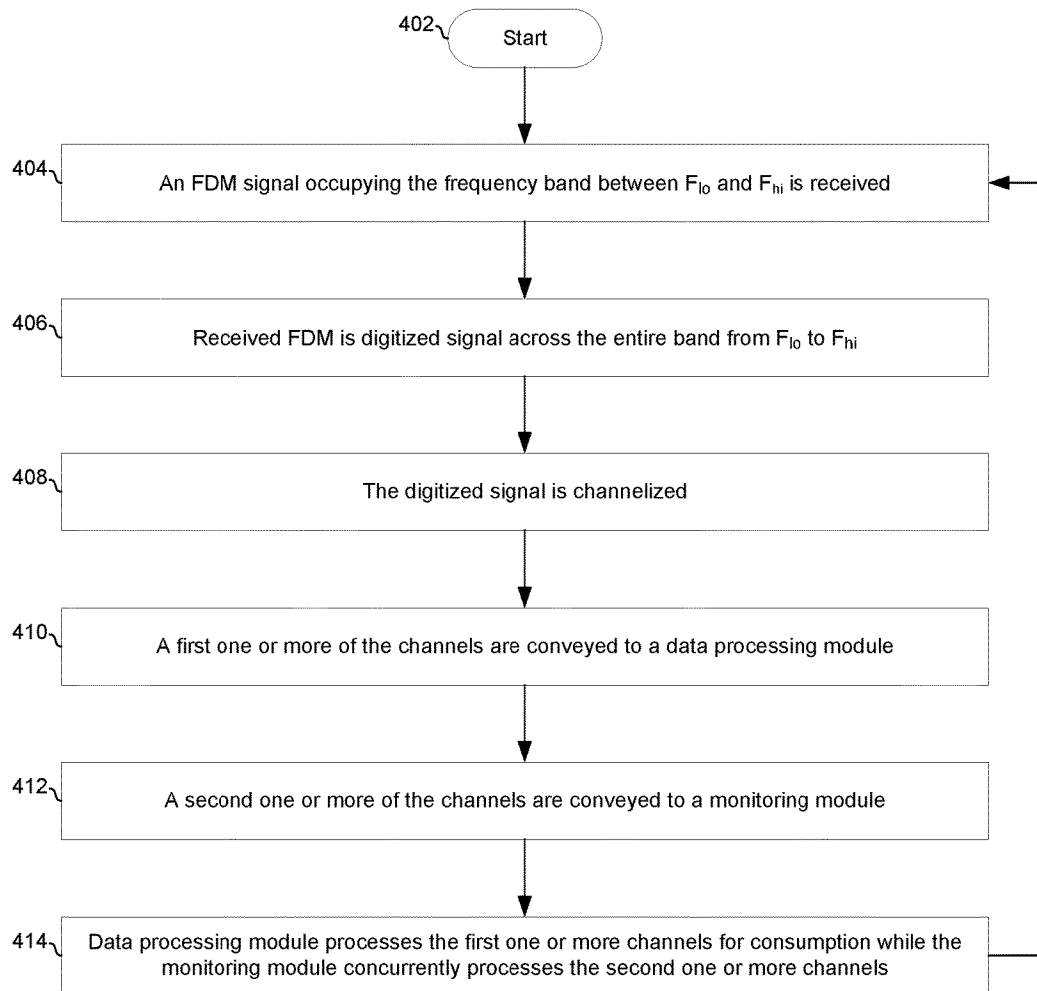 402
Start
404
An FDM signal occupying the frequency band between Flo and Fhi is received
406
Received FDM is digitized signal across the entire band from Flo to Fhi
408
The digitized signal is channelized
410
A first one or more of the channels are conveyed to a data processing module
412
A second one or more of the channels are conveyed to a monitoring module
414
Data processing module processes the first one or more channels for consumption while the
monitoring module concurrently processes the second one or more channels